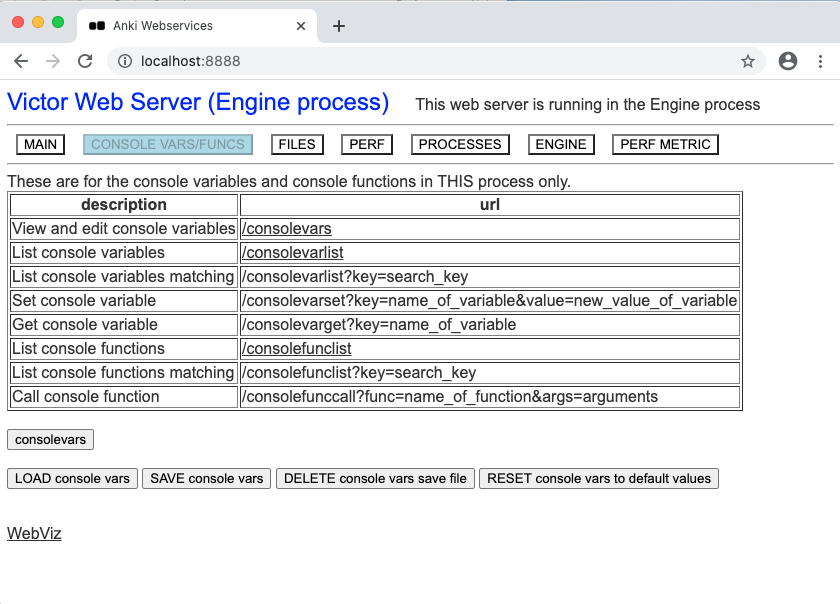 Anki Webservices
localhost:8888
Victor Web Server (Engine process) This web server is running in the Engine process
MAIN CONSOLE VARS/FUNCS FILES PERF PROCESSES ENGINE PERF METRIC
These are for the console variables and console functions in THIS process only.
description url
View and edit console variables /consolevars
List console variables /consolevarlist
List console variables matching /consolevarlist?key=search_key
Set console variable /consolevarset?key=name_of_variable&value=new_value_of_variable
Get console variable /consolevarget?key=name_of_variable
List console functions /consolefunclist
List console functions matching /consolefunclist?key=search_key
Call console function /consolefunccall?func=name_of_function&args=arguments
consolevars
LOAD console vars SAVE console vars DELETE console vars save file RESET console vars to default values
WebViz